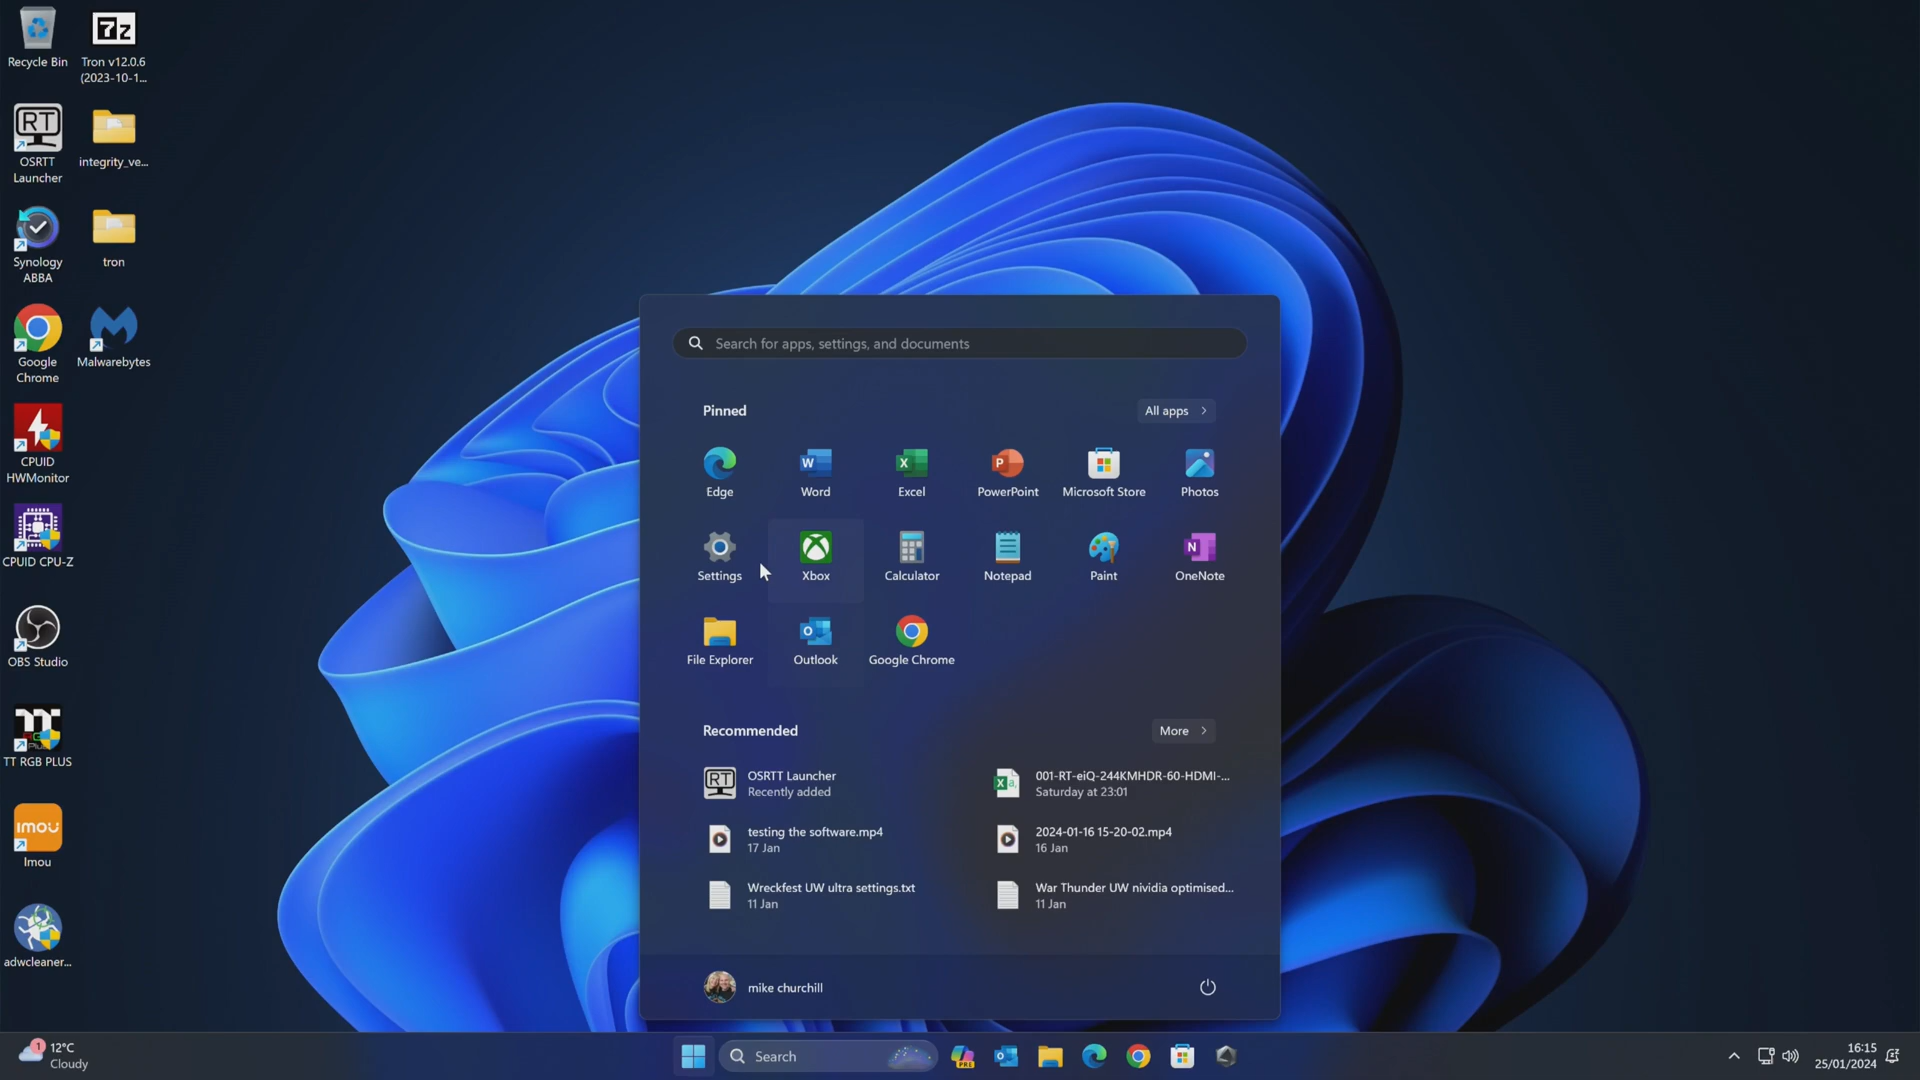 Recycle Bin
Tron v12.0.6
(2023-10-1...
RT
OSRTT
Launcher
integrity_ve...
Synology
ABBA
tron
Google
Chrome
Malwarebytes
CPUID
HWMonitor
CPUID CPU-Z
OBS Studio
TT RGB PLUS
imou
Imou
adwcleaner...
Search for apps, settings, and documents
Pinned
All apps
Edge
Word
Excel
PowerPoint
Microsoft Store
Photos
Settings
Xbox
Calculator
Notepad
Paint
OneNote
File Explorer
Outlook
Google Chrome
Recommended
More
OSRTT Launcher
Recently added
001-RT-eiQ-244KMHDR-60-HDMI-...
Saturday at 23:01
testing the software.mp4
17 Jan
2024-01-16 15-20-02.mp4
16 Jan
Wreckfest UW ultra settings.txt
11 Jan
War Thunder UW nividia optimised...
11 Jan
mike churchill
1
12°C
Cloudy
Search
PRE
16:15
25/01/2024